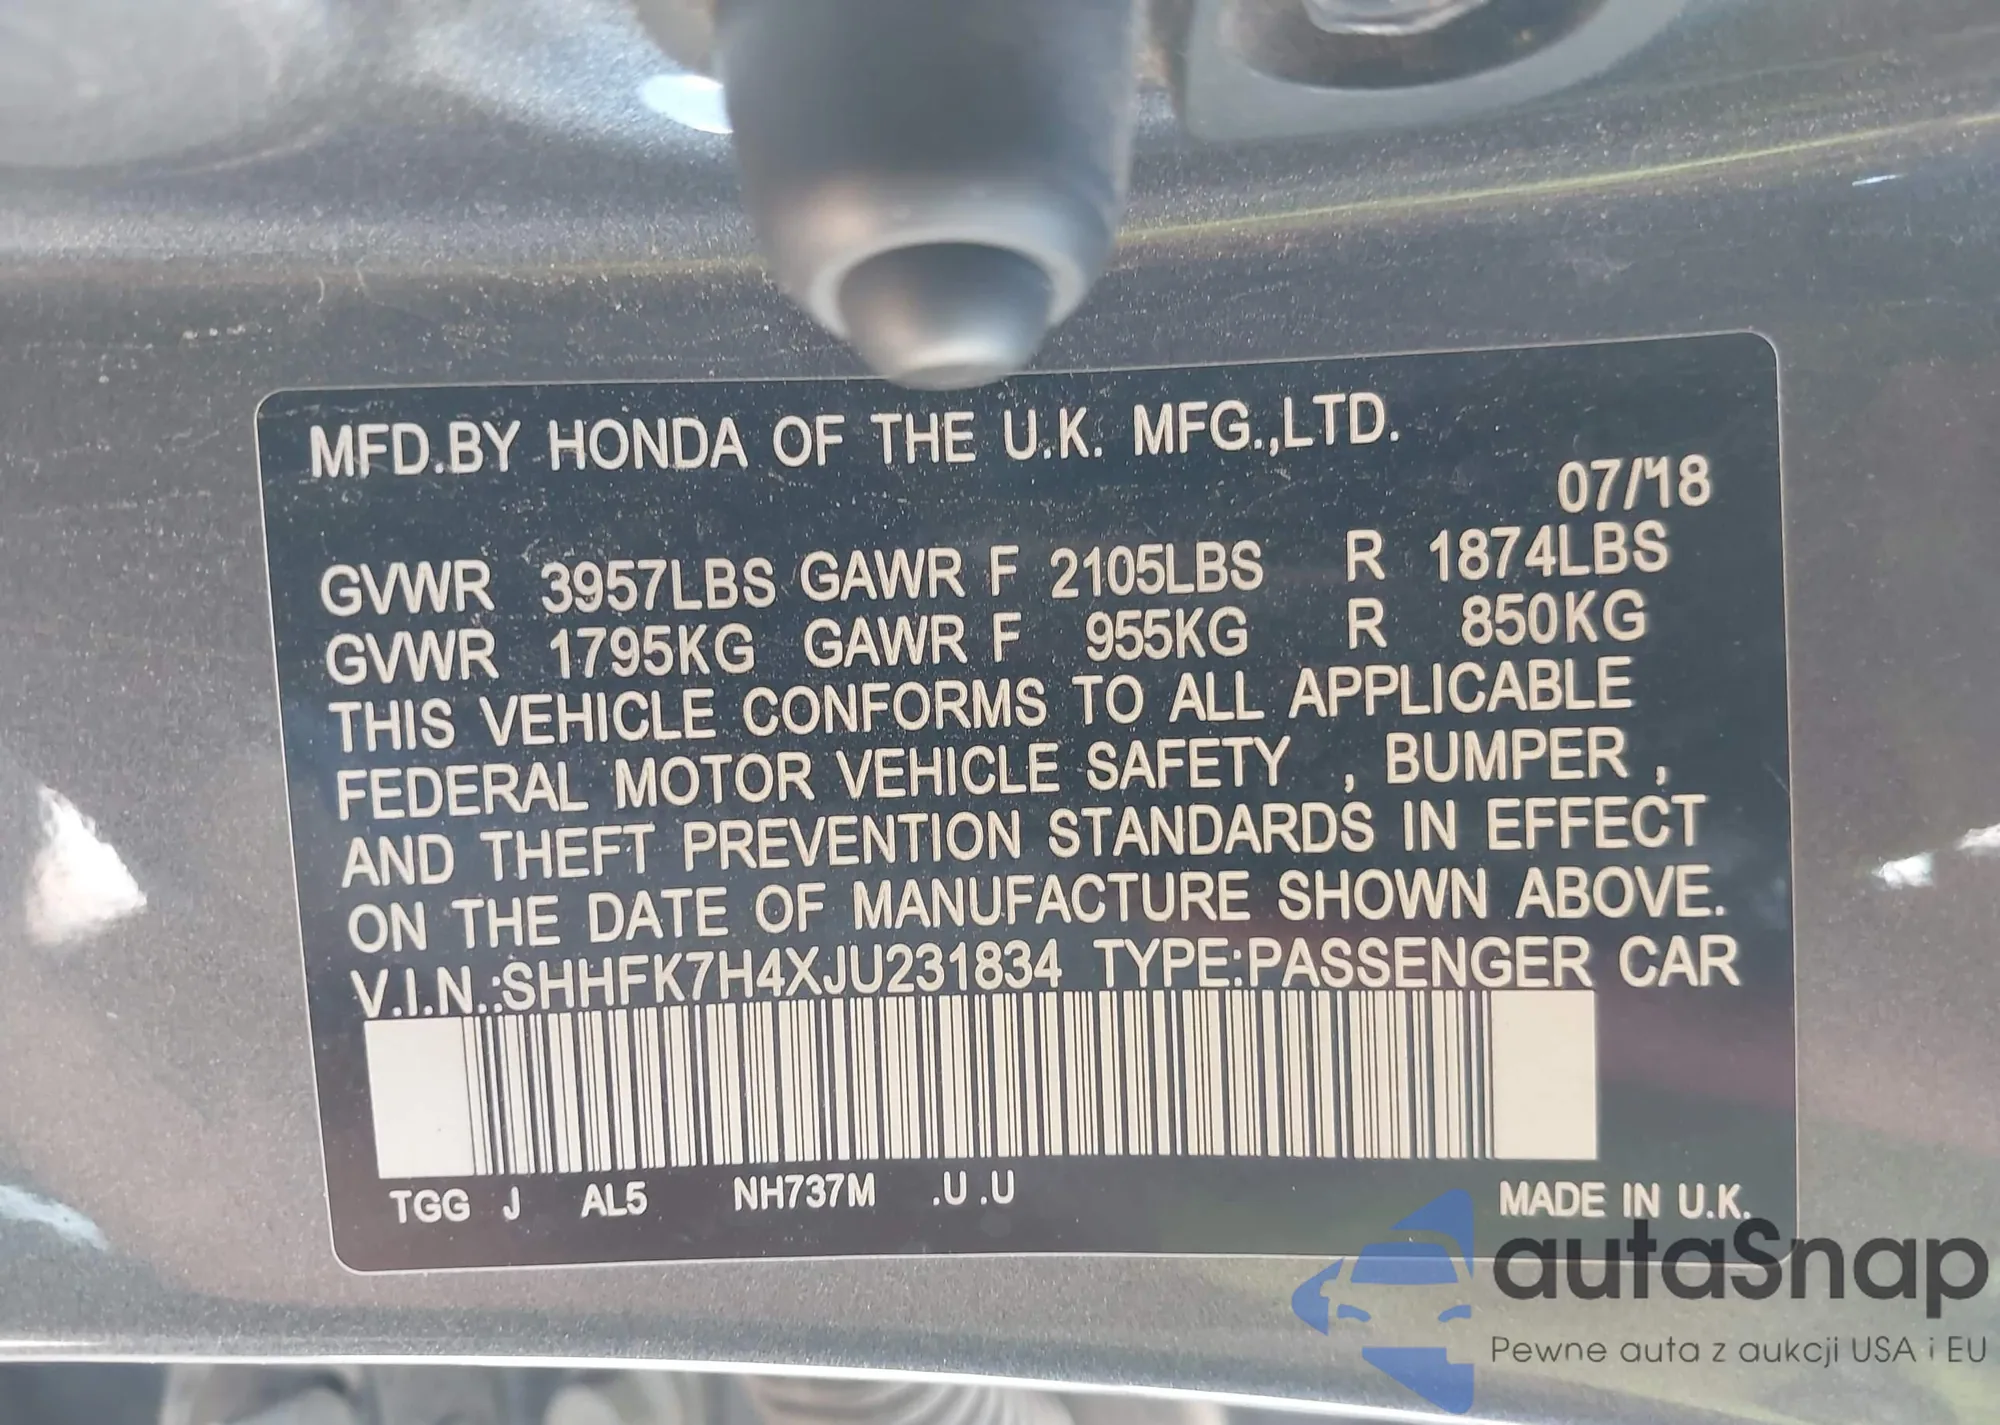 MFD.BY HONDA OF THE U.K. MFG.,LTD.
07/18
GVWR 3957LBS GAWR F 2105LBS R 1874LBS
GVWR 1795KG GAWR F 955KG R 850KG
THIS VEHICLE CONFORMS TO ALL APPLICABLE
FEDERAL MOTOR VEHICLE SAFETY , BUMPER ,
AND THEFT PREVENTION STANDARDS IN EFFECT
ON THE DATE OF MANUFACTURE SHOWN ABOVE.
V.I.N.:SHHFK7H4XJU231834 TYPE:PASSENGER CAR
TGG J AL5 NH737M .U .U MADE IN U.K.
autaSnap
Pewne auta z aukcji USA i EU